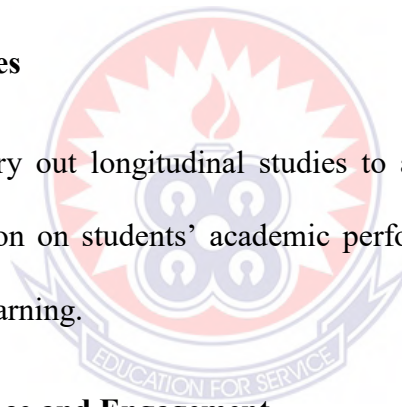 es
ry out longitudinal studies to a
on on students’ academic perfo
arning.
EDUCATION FOR SERVICE
ce and Engagement